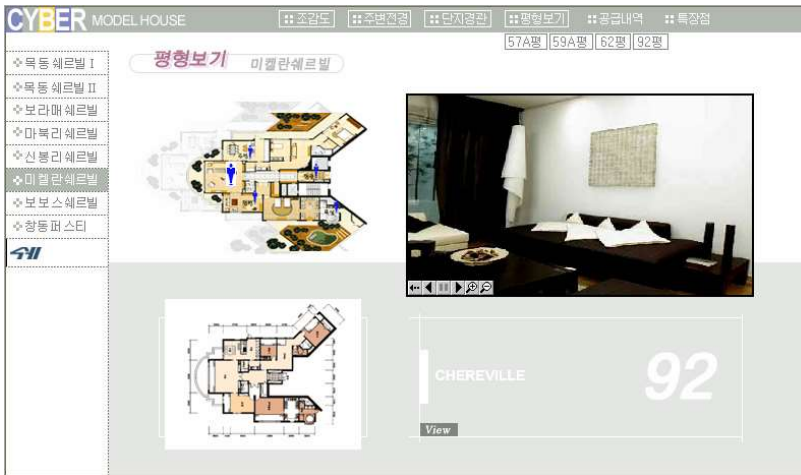 CYBER MODEL HOUSE
조감도
주변전경
단지경관
평형보기
공급내역
특장점
57A평
59A평
62평
92평
목동쉐르빌 I
목동쉐르빌 II
보라매쉐르빌
마북리쉐르빌
신봉리쉐르빌
미켈란쉐르빌
보보스쉐르빌
창동퍼스티
평형보기 미켈란쉐르빌
CHEREVILLE
92
View